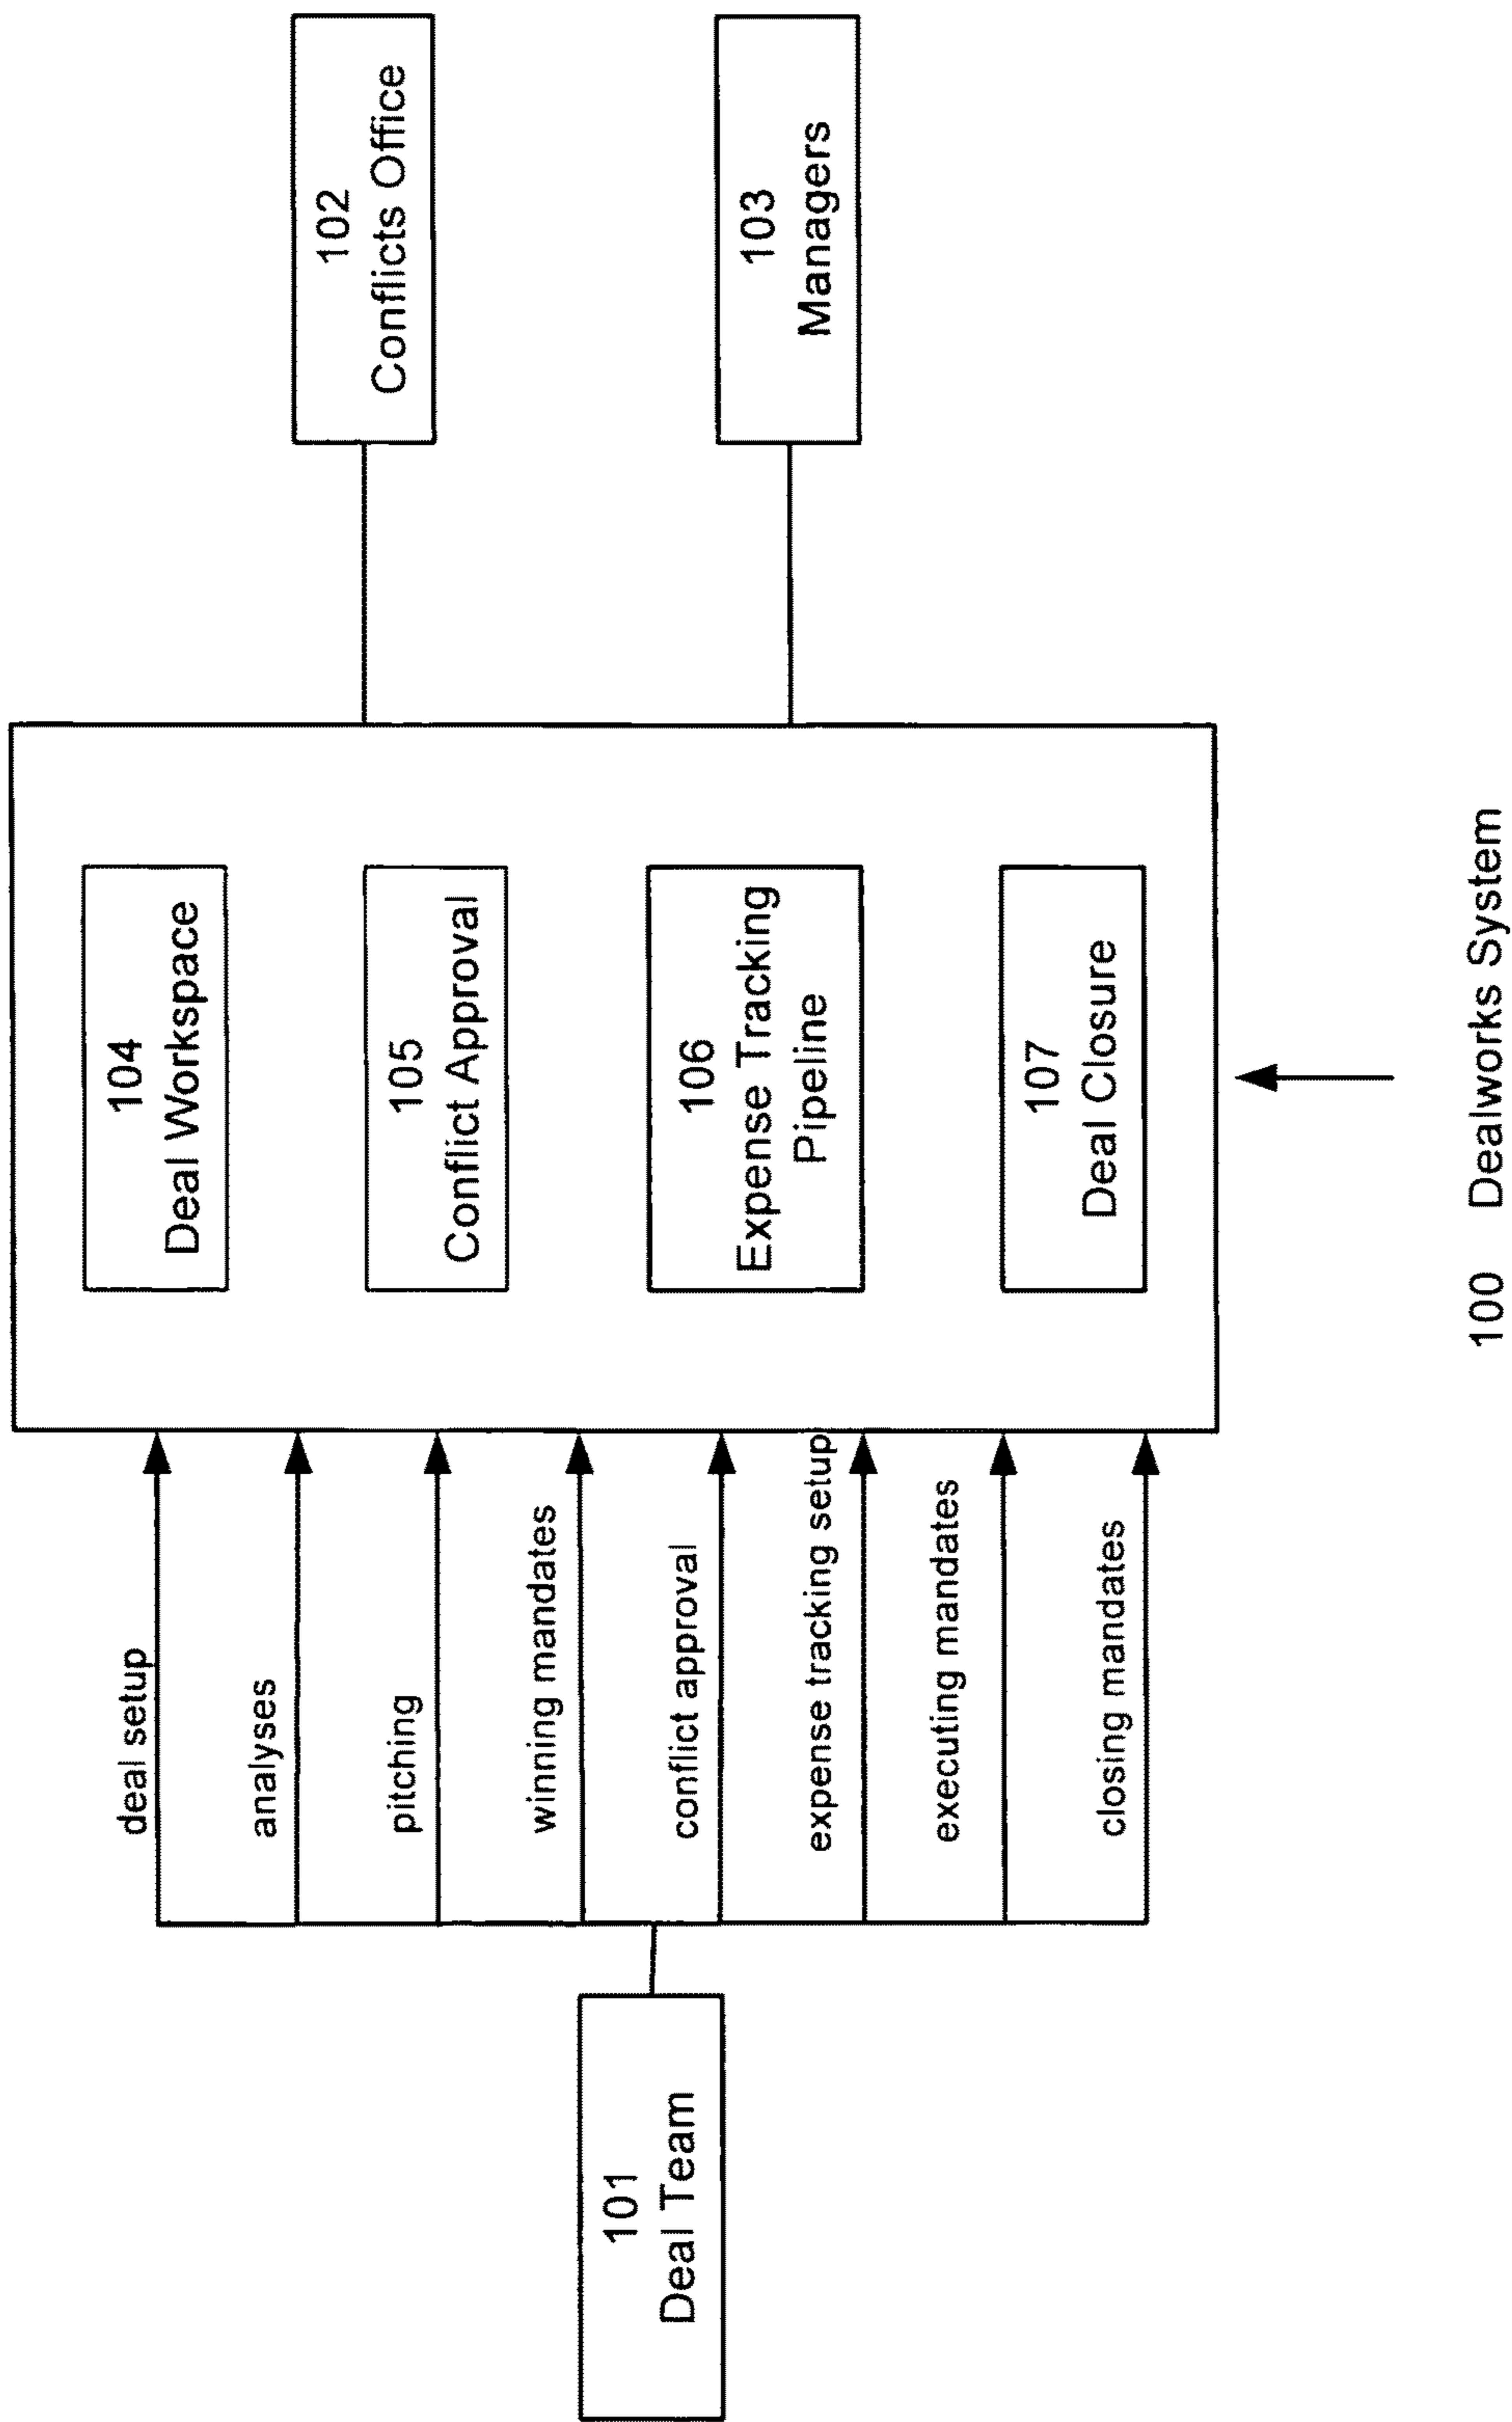 101
Deal Team
deal setup
analyses
pitching
winning mandates
conflict approval
expense tracking setup
executing mandates
closing mandates
104
Deal Workspace
105
Conflict Approval
106
Expense Tracking
Pipeline
107
Deal Closure
102
Conflicts Office
103
Managers
100 Dealworks System